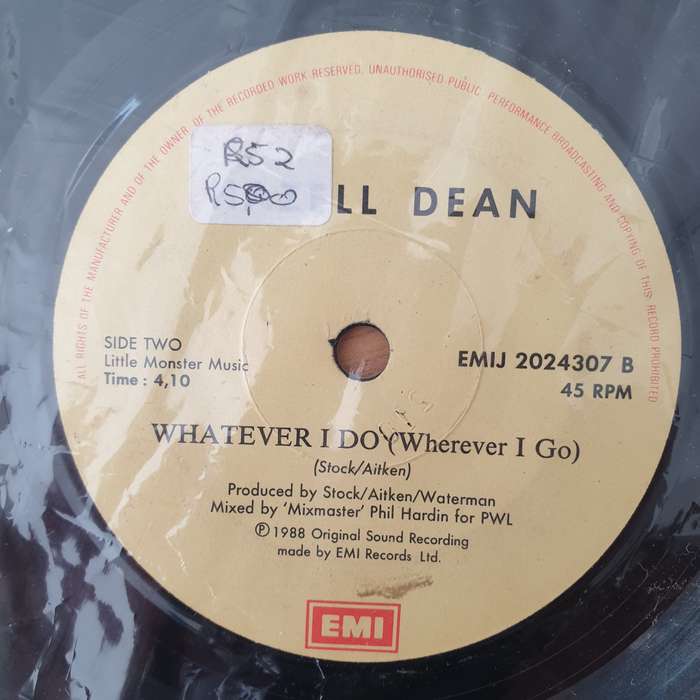 ALL RIGHTS OF THE MANUFACTURER AND OF THE OWNER OF THE RECORDED WORK RESERVED. UNAUTHORISED PUBLIC PERFORMANCE BROADCASTING AND COPYING OF THIS RECORD PROHIBITED
R52
ELL DEAN
SIDE TWO
Little Monster Music
Time : 4,10
EMIJ 2024307 B
45 RPM
WHATEVER I DO (Wherever I Go)
(Stock/Aitken)
Produced by Stock/Aitken/Waterman
Mixed by 'Mixmaster' Phil Hardin for PWL
Ⓟ 1988 Original Sound Recording
made by EMI Records Ltd.
EMI